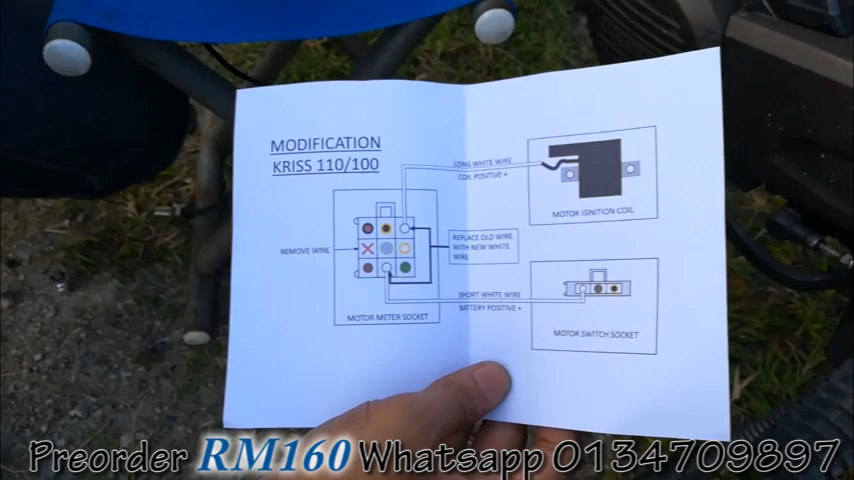 MODIFICATION
KRISS 110/100
LONG WHITE WIRE
COIL POSITIVE +
MOTOR IGNITION COIL
REMOVE WIRE
REPLACE OLD WIRE
WITH NEW WHITE
WIRE
SHORT WHITE WIRE
BATTERY POSITIVE +
MOTOR METER SOCKET
MOTOR SWITCH SOCKET
Preorder RM160 Whatsapp 0134709897